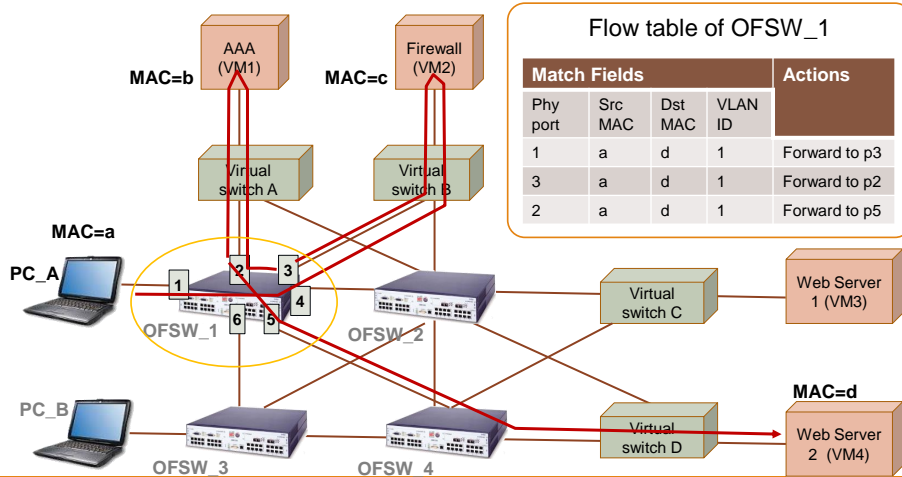 AAA
(VM1)
MAC=b
Firewall
(VM2)
MAC=c
Flow table of OFSW_1
Match Fields Actions
Phy port Src MAC Dst MAC VLAN ID
1 a d 1 Forward to p3
3 a d 1 Forward to p2
2 a d 1 Forward to p5
Virtual
switch A
Virtual
switch B
MAC=a
PC_A
1
2
3
4
5
6
OFSW_1
OFSW_2
Virtual
switch C
Web Server
1 (VM3)
PC_B
OFSW_3
OFSW_4
Virtual
switch D
MAC=d
Web Server
2 (VM4)